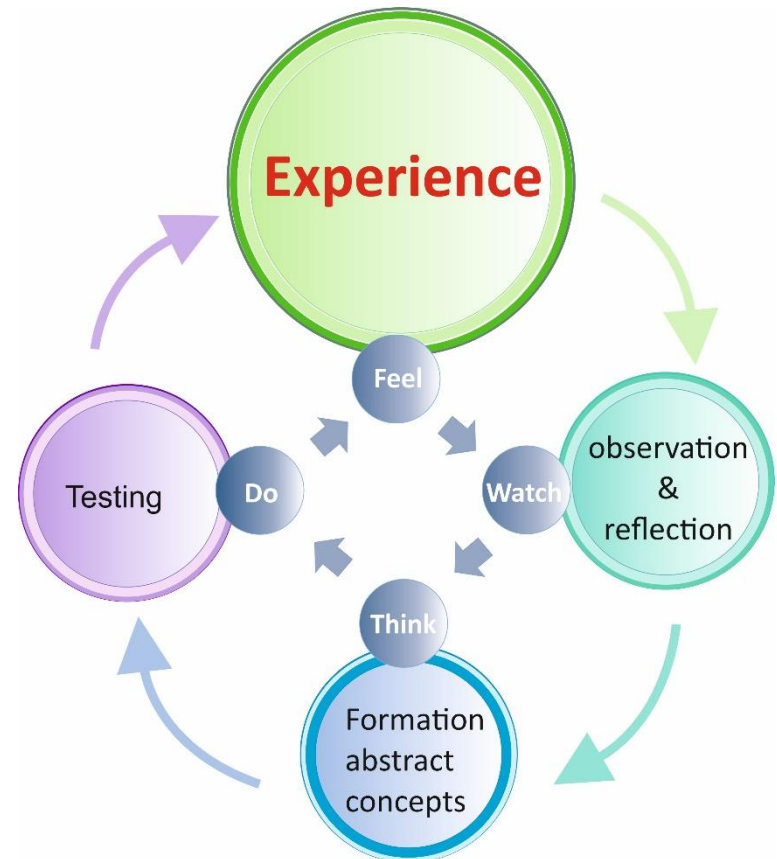 Experience
Feel
Watch
observation
&
reflection
Think
Formation
abstract
concepts
Do
Testing